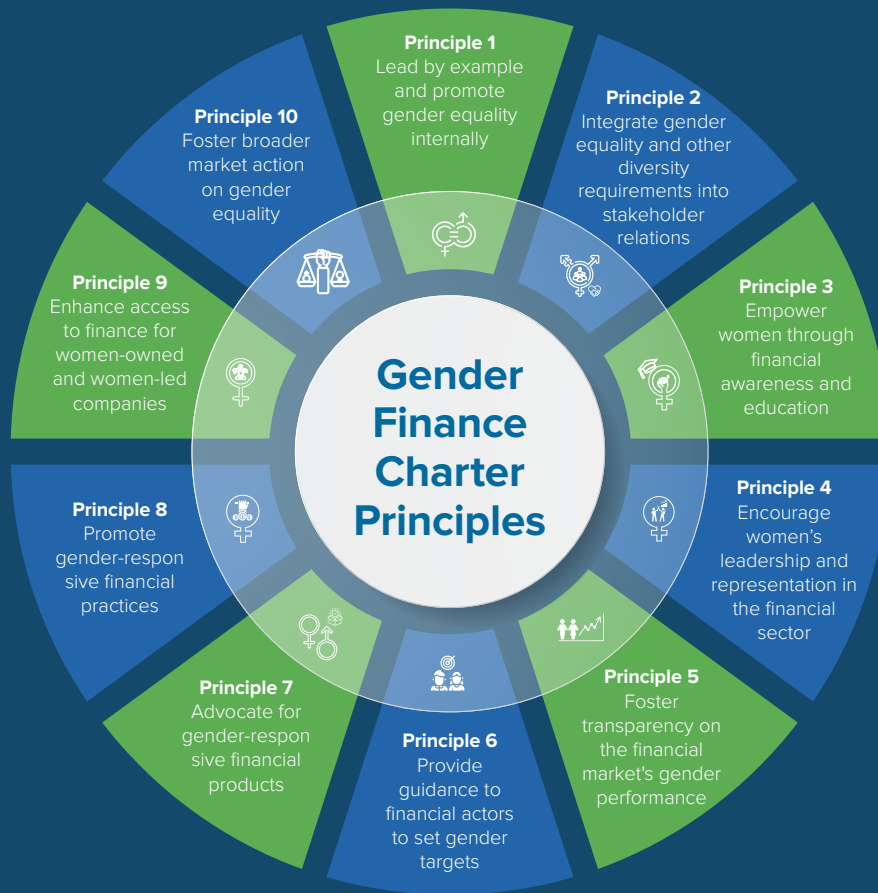 Gender
Finance
Charter
Principles
Principle 1
Lead by example
and promote
gender equality
internally
Principle 2
Integrate gender
equality and other
diversity
requirements into
stakeholder
relations
Principle 3
Empower
women through
financial
awareness and
education
Principle 4
Encourage
women’s
leadership and
representation in
the financial
sector
Principle 5
Foster
transparency on
the financial
market's gender
performance
Principle 6
Provide
guidance to
financial actors
to set gender
targets
Principle 7
Advocate for
gender-respon
sive financial
products
Principle 8
Promote
gender-respon
sive financial
practices
Principle 9
Enhance access
to finance for
women-owned
and women-led
companies
Principle 10
Foster broader
market action
on gender
equality